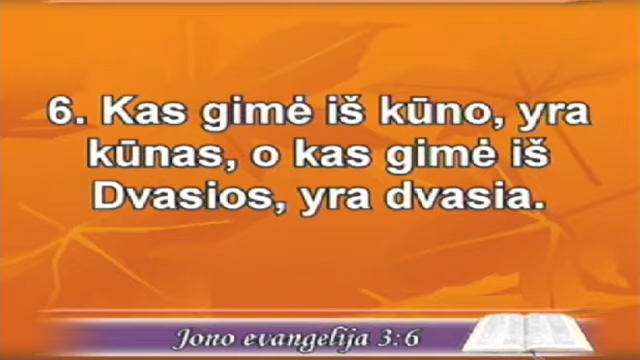 6. Kas gimė iš kūno, yra
kūnas, o kas gimė iš
Dvasios, yra dvasia.
Jono evangelija 3:6